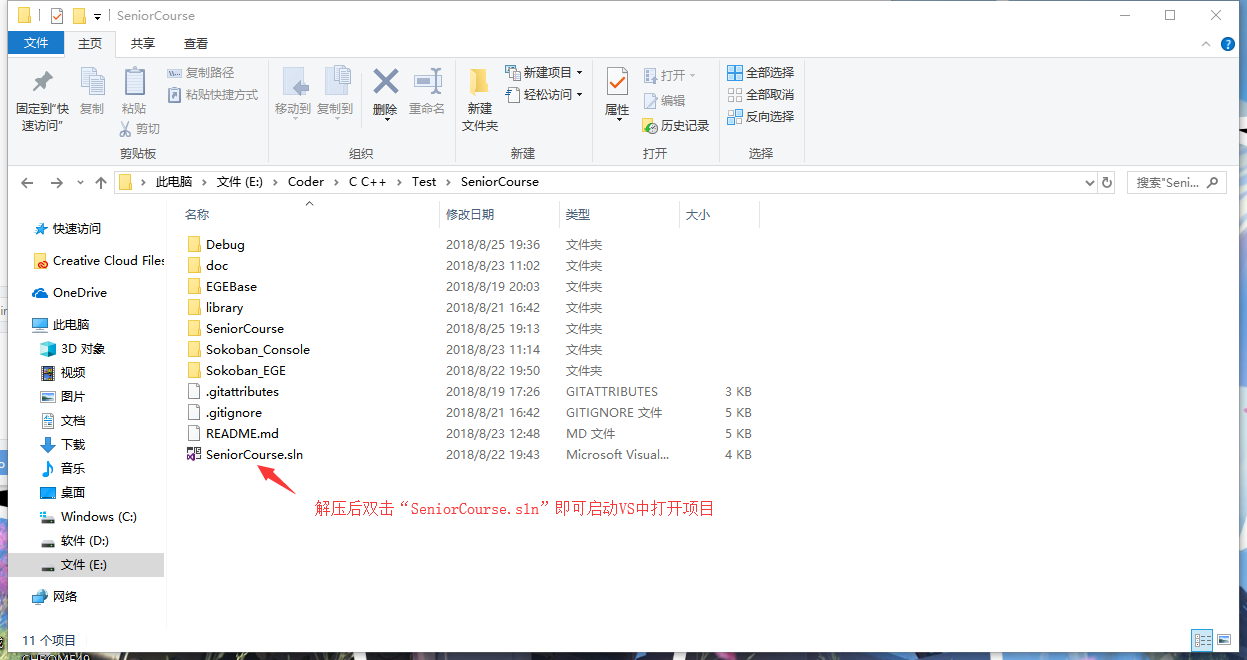 SeniorCourse
文件 主页 共享 查看
固定到"快速访问"
复制
粘贴
复制路径
粘贴快捷方式
剪切
剪贴板
移动到
复制到
删除
重命名
组织
新建文件夹
新建项目
轻松访问
新建
属性
打开
编辑
历史记录
打开
全部选择
全部取消
反向选择
选择
此电脑 > 文件 (E:) > Coder > C C++ > Test > SeniorCourse
搜索"Seni...
名称 修改日期 类型 大小
Debug 2018/8/25 19:36 文件夹
doc 2018/8/23 11:02 文件夹
EGEBase 2018/8/19 20:03 文件夹
library 2018/8/21 16:42 文件夹
SeniorCourse 2018/8/25 19:13 文件夹
Sokoban_Console 2018/8/23 11:14 文件夹
Sokoban_EGE 2018/8/22 19:50 文件夹
.gitattributes 2018/8/19 17:26 GITATTRIBUTES 3 KB
.gitignore 2018/8/21 16:42 GITIGNORE 文件 5 KB
README.md 2018/8/23 12:48 MD 文件 5 KB
SeniorCourse.sln 2018/8/22 19:43 Microsoft Visual... 4 KB
解压后双击“SeniorCourse.sln”即可启动VS中打开项目
快速访问
Creative Cloud Files
OneDrive
此电脑
3D 对象
视频
图片
文档
下载
音乐
桌面
Windows (C:)
软件 (D:)
文件 (E:)
网络
11 个项目